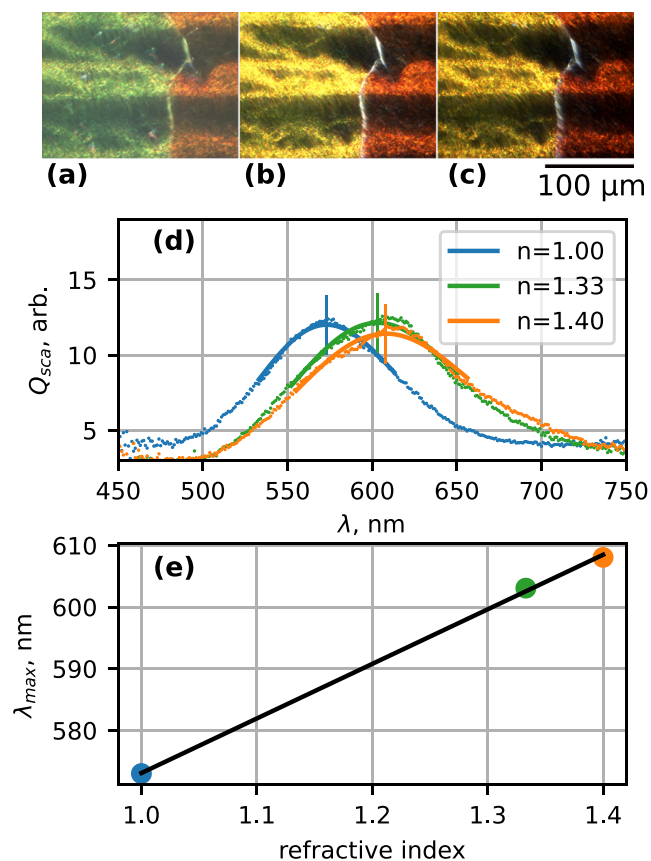 (a)
(b)
(c)
100 μm
(d)
n=1.00
n=1.33
n=1.40
15
10
5
Q_sca, arb.
450 500 550 600 650 700 750
λ, nm
(e)
610
600
590
580
λ_max, nm
1.0 1.1 1.2 1.3 1.4
refractive index